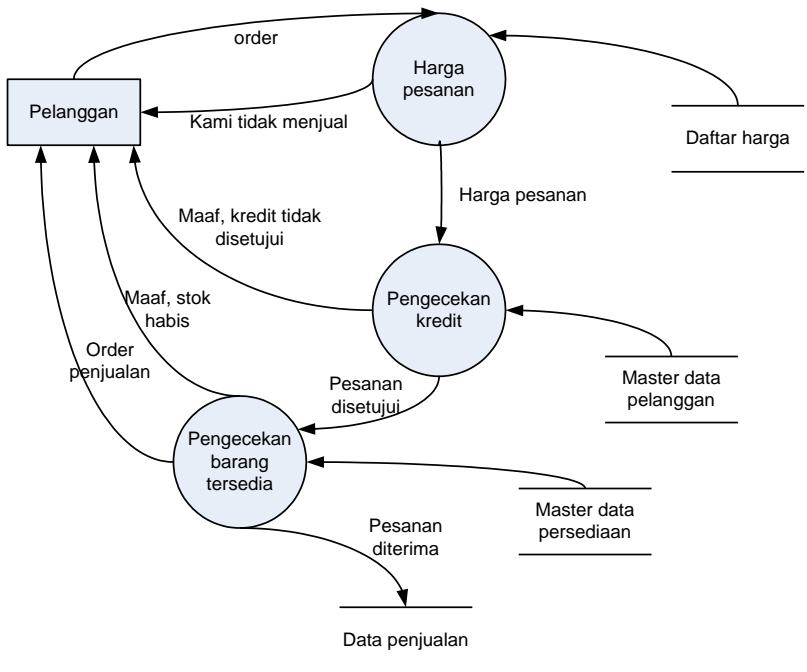 order
Harga
pesanan
Pelanggan
Kami tidak menjual
Daftar harga
Harga pesanan
Maaf, kredit tidak
disetujui
Pengecekan
kredit
Maaf, stok
habis
Order
penjualan
Pesanan
disetujui
Master data
pelanggan
Pengecekan
barang
tersedia
Master data
persediaan
Pesanan
diterima
Data penjualan